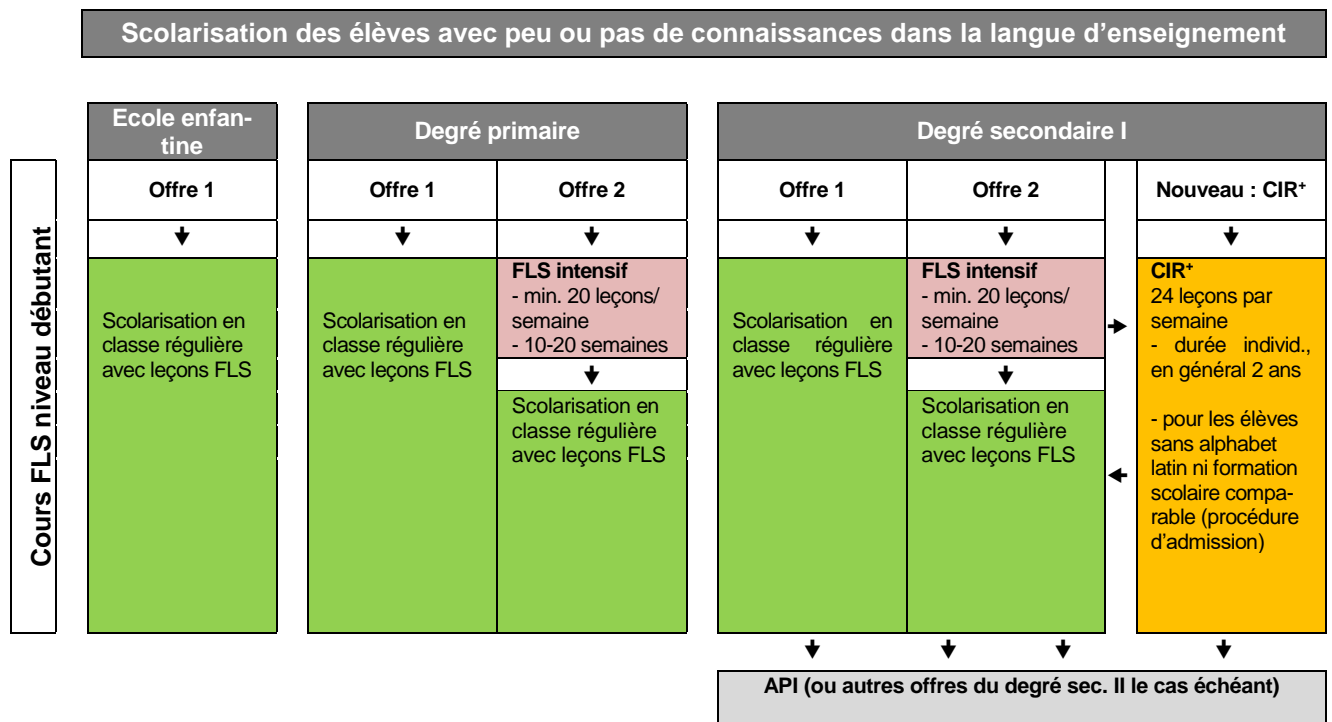 Scolarisation des élèves avec peu ou pas de connaissances dans la langue d'enseignement
Cours FLS niveau débutant
Ecole enfan-
tine
Offre 1
Scolarisation en
classe régulière
avec leçons FLS
Degré primaire
Offre 1
Scolarisation en
classe régulière
avec leçons FLS
Offre 2
FLS intensif
- min. 20 leçons/
semaine
- 10-20 semaines
Scolarisation en
classe régulière
avec leçons FLS
Degré secondaire I
Offre 1
Scolarisation en
classe régulière
avec leçons FLS
Offre 2
FLS intensif
- min. 20 leçons/
semaine
- 10-20 semaines
Scolarisation en
classe régulière
avec leçons FLS
Nouveau : CIR⁺
CIR⁺
24 leçons par
semaine
- durée individ.,
en général 2 ans
- pour les élèves
sans alphabet
latin ni formation
scolaire compa-
rable (procédure
d'admission)
API (ou autres offres du degré sec. II le cas échéant)